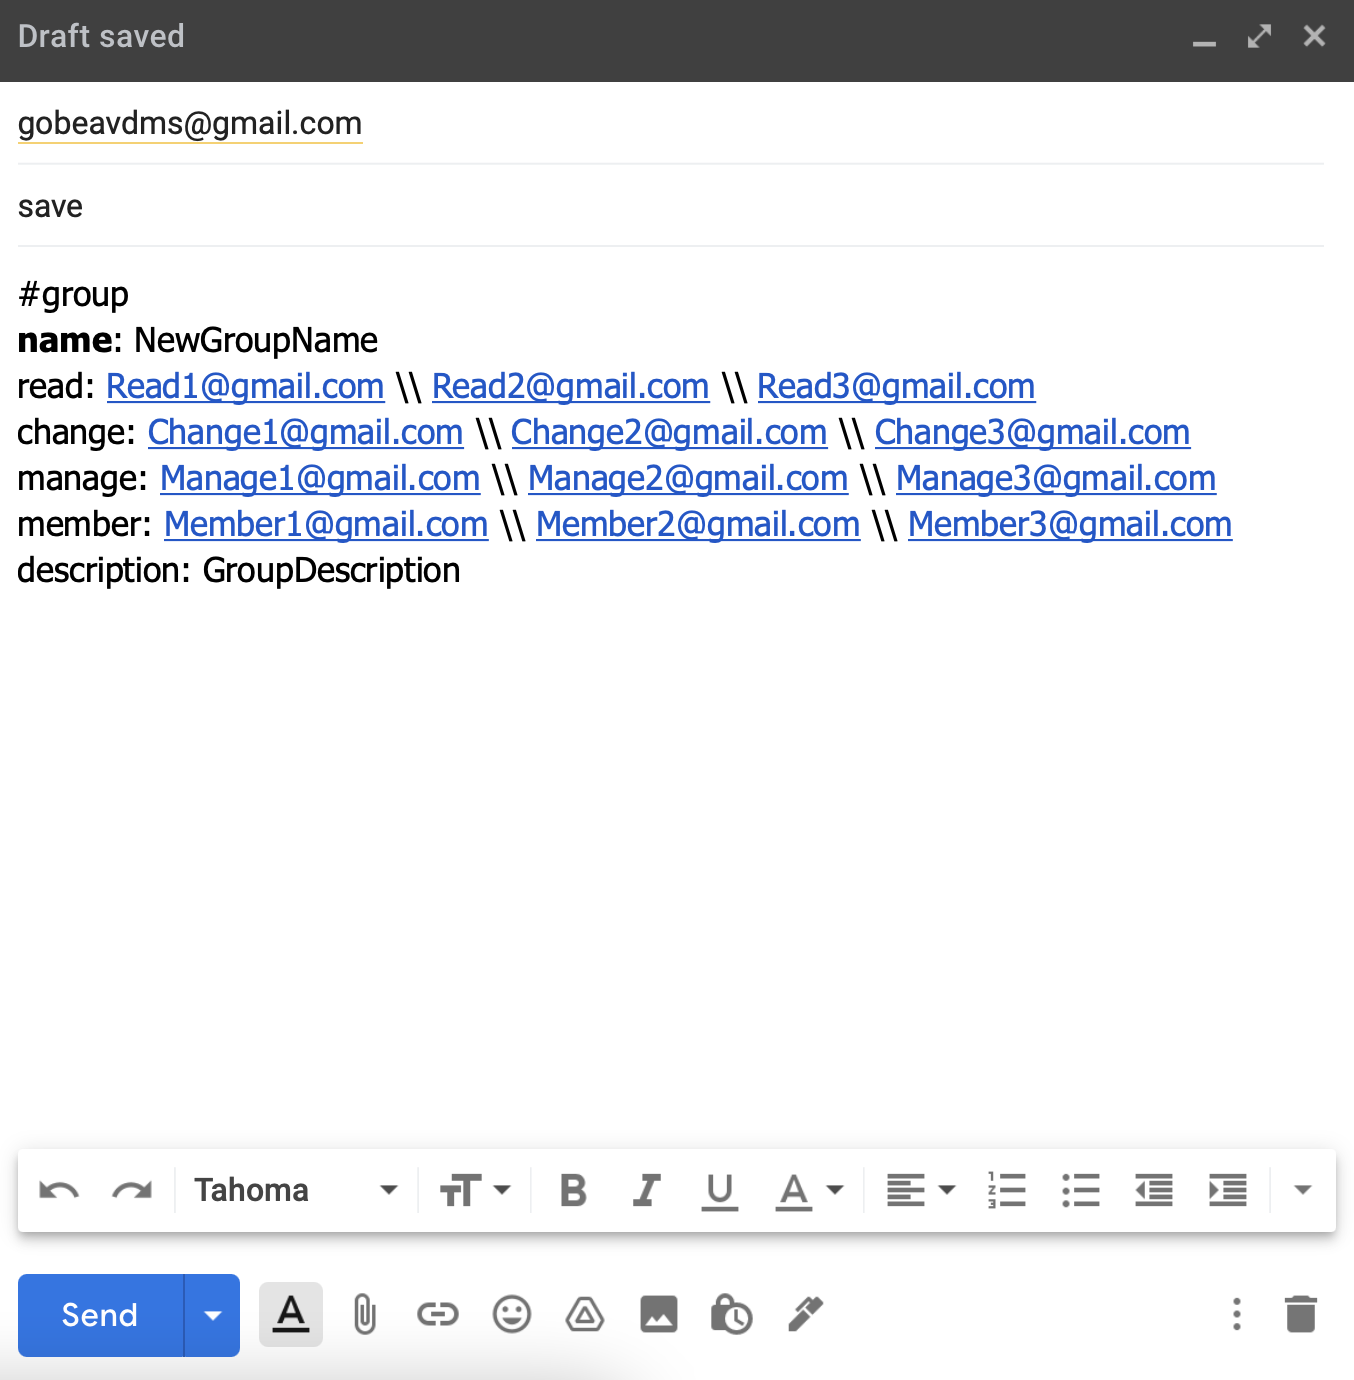 Draft saved
gobeavdms@gmail.com
save
#group
name: NewGroupName
read: Read1@gmail.com \\ Read2@gmail.com \\ Read3@gmail.com
change: Change1@gmail.com \\ Change2@gmail.com \\ Change3@gmail.com
manage: Manage1@gmail.com \\ Manage2@gmail.com \\ Manage3@gmail.com
member: Member1@gmail.com \\ Member2@gmail.com \\ Member3@gmail.com
description: GroupDescription
Tahoma
Send